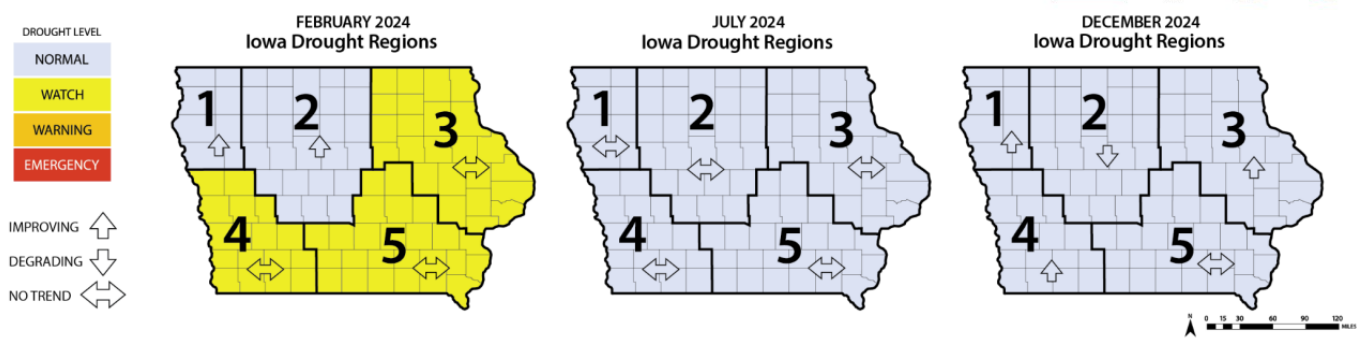 DROUGHT LEVEL
NORMAL
WATCH
WARNING
EMERGENCY
IMPROVING
DEGRADING
NO TREND
FEBRUARY 2024
Iowa Drought Regions
1
2
3
4
5
JULY 2024
Iowa Drought Regions
1
2
3
4
5
DECEMBER 2024
Iowa Drought Regions
1
2
3
4
5
N
0 15 30 60 90 120
MILES